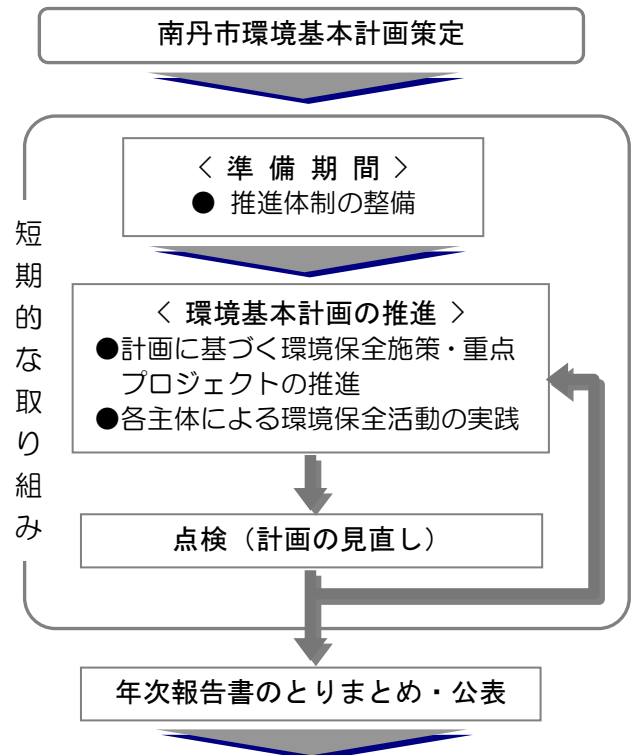 南丹市環境基本計画策定
＜ 準 備 期 間 ＞
● 推進体制の整備
短期的な取り組み
＜ 環境基本計画の推進 ＞
●計画に基づく環境保全施策・重点
プロジェクトの推進
●各主体による環境保全活動の実践
点検（計画の見直し）
年次報告書のとりまとめ・公表